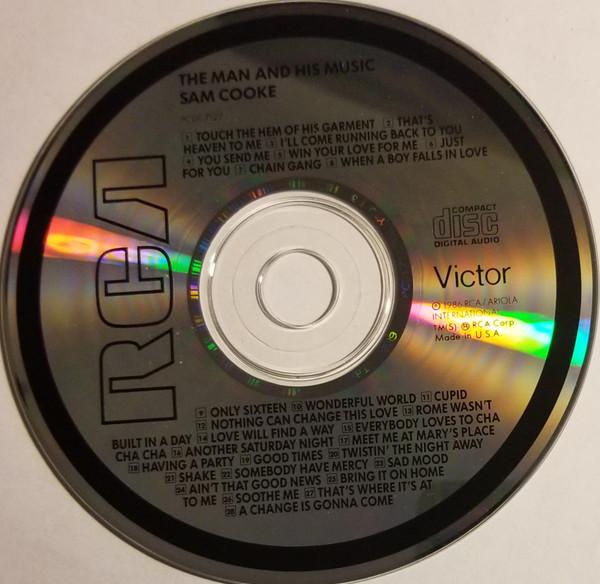 THE MAN AND HIS MUSIC
SAM COOKE
1 TOUCH THE HEM OF HIS GARMENT 2 THAT'S
HEAVEN TO ME 3 I'LL COME RUNNING BACK TO YOU
4 YOU SEND ME 5 WIN YOUR LOVE FOR ME 6 JUST
FOR YOU 7 CHAIN GANG 8 WHEN A BOY FALLS IN LOVE
RCA
COMPACT
disc
DIGITAL AUDIO
Victor
© 1986 RCA/ARIOLA
INTERNATIONAL
TM(S) ® RCA Corp.
Made in U.S.A.
9 ONLY SIXTEEN 10 WONDERFUL WORLD 11 CUPID
12 NOTHING CAN CHANGE THIS LOVE 13 ROME WASN'T
BUILT IN A DAY 14 LOVE WILL FIND A WAY 15 EVERYBODY LOVES TO CHA
CHA CHA 16 ANOTHER SATURDAY NIGHT 17 MEET ME AT MARY'S PLACE
18 HAVING A PARTY 19 GOOD TIMES 20 TWISTIN' THE NIGHT AWAY
21 SHAKE 22 SOMEBODY HAVE MERCY 23 SAD MOOD
24 AIN'T THAT GOOD NEWS 25 BRING IT ON HOME
TO ME 26 SOOTHE ME 27 THAT'S WHERE IT'S AT
28 A CHANGE IS GONNA COME